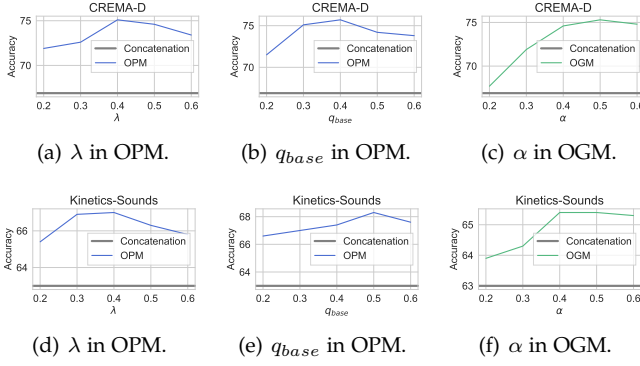 CREMA-D
CREMA-D
CREMA-D
75
70
Accuracy
Concatenation
OPM
0.2 0.3 0.4 0.5 0.6
λ
75
70
Accuracy
Concatenation
OPM
0.2 0.3 0.4 0.5 0.6
q_base
75
70
Accuracy
Concatenation
OGM
0.2 0.3 0.4 0.5 0.6
α
(a) λ in OPM.
(b) q_base in OPM.
(c) α in OGM.
Kinetics-Sounds
Kinetics-Sounds
Kinetics-Sounds
66
64
Accuracy
Concatenation
OPM
0.2 0.3 0.4 0.5 0.6
λ
68
66
64
Accuracy
Concatenation
OPM
0.2 0.3 0.4 0.5 0.6
q_base
65
64
63
Accuracy
Concatenation
OGM
0.2 0.3 0.4 0.5 0.6
α
(d) λ in OPM.
(e) q_base in OPM.
(f) α in OGM.